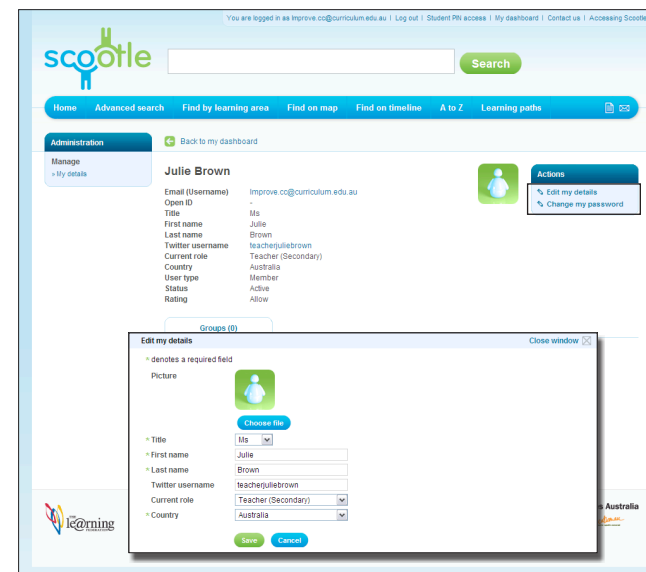 You are logged in as improve.cc@curriculum.edu.au | Log out | Student PIN access | My dashboard | Contact us | Accessing Scootle
scootle
Search
Home Advanced search Find by learning area Find on map Find on timeline A to Z Learning paths
Administration
Manage
» My details
Back to my dashboard
Julie Brown
Email (Username) Improve.cc@curriculum.edu.au
Open ID -
Title Ms
First name Julie
Last name Brown
Twitter username teacherjuliebrown
Current role Teacher (Secondary)
Country Australia
User type Member
Status Active
Rating Allow
Actions
Edit my details
Change my password
Groups (0)
Edit my details Close window
* denotes a required field
Picture
Choose file
* Title Ms
* First name Julie
* Last name Brown
Twitter username teacherjuliebrown
Current role Teacher (Secondary)
* Country Australia
Save Cancel
THE le@rning
s Australia